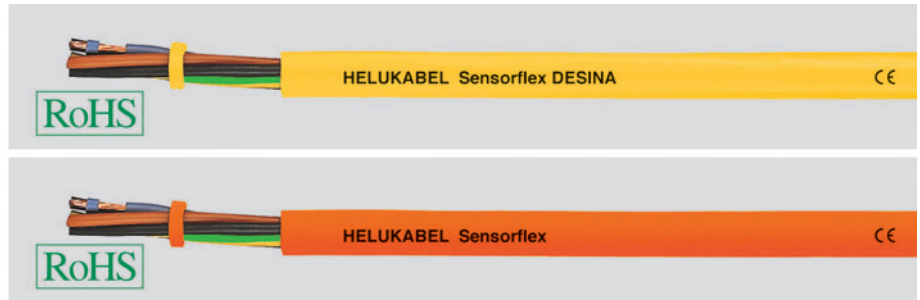 HELUKABEL Sensorflex DESINA CE
RoHS
HELUKABEL Sensorflex CE
RoHS